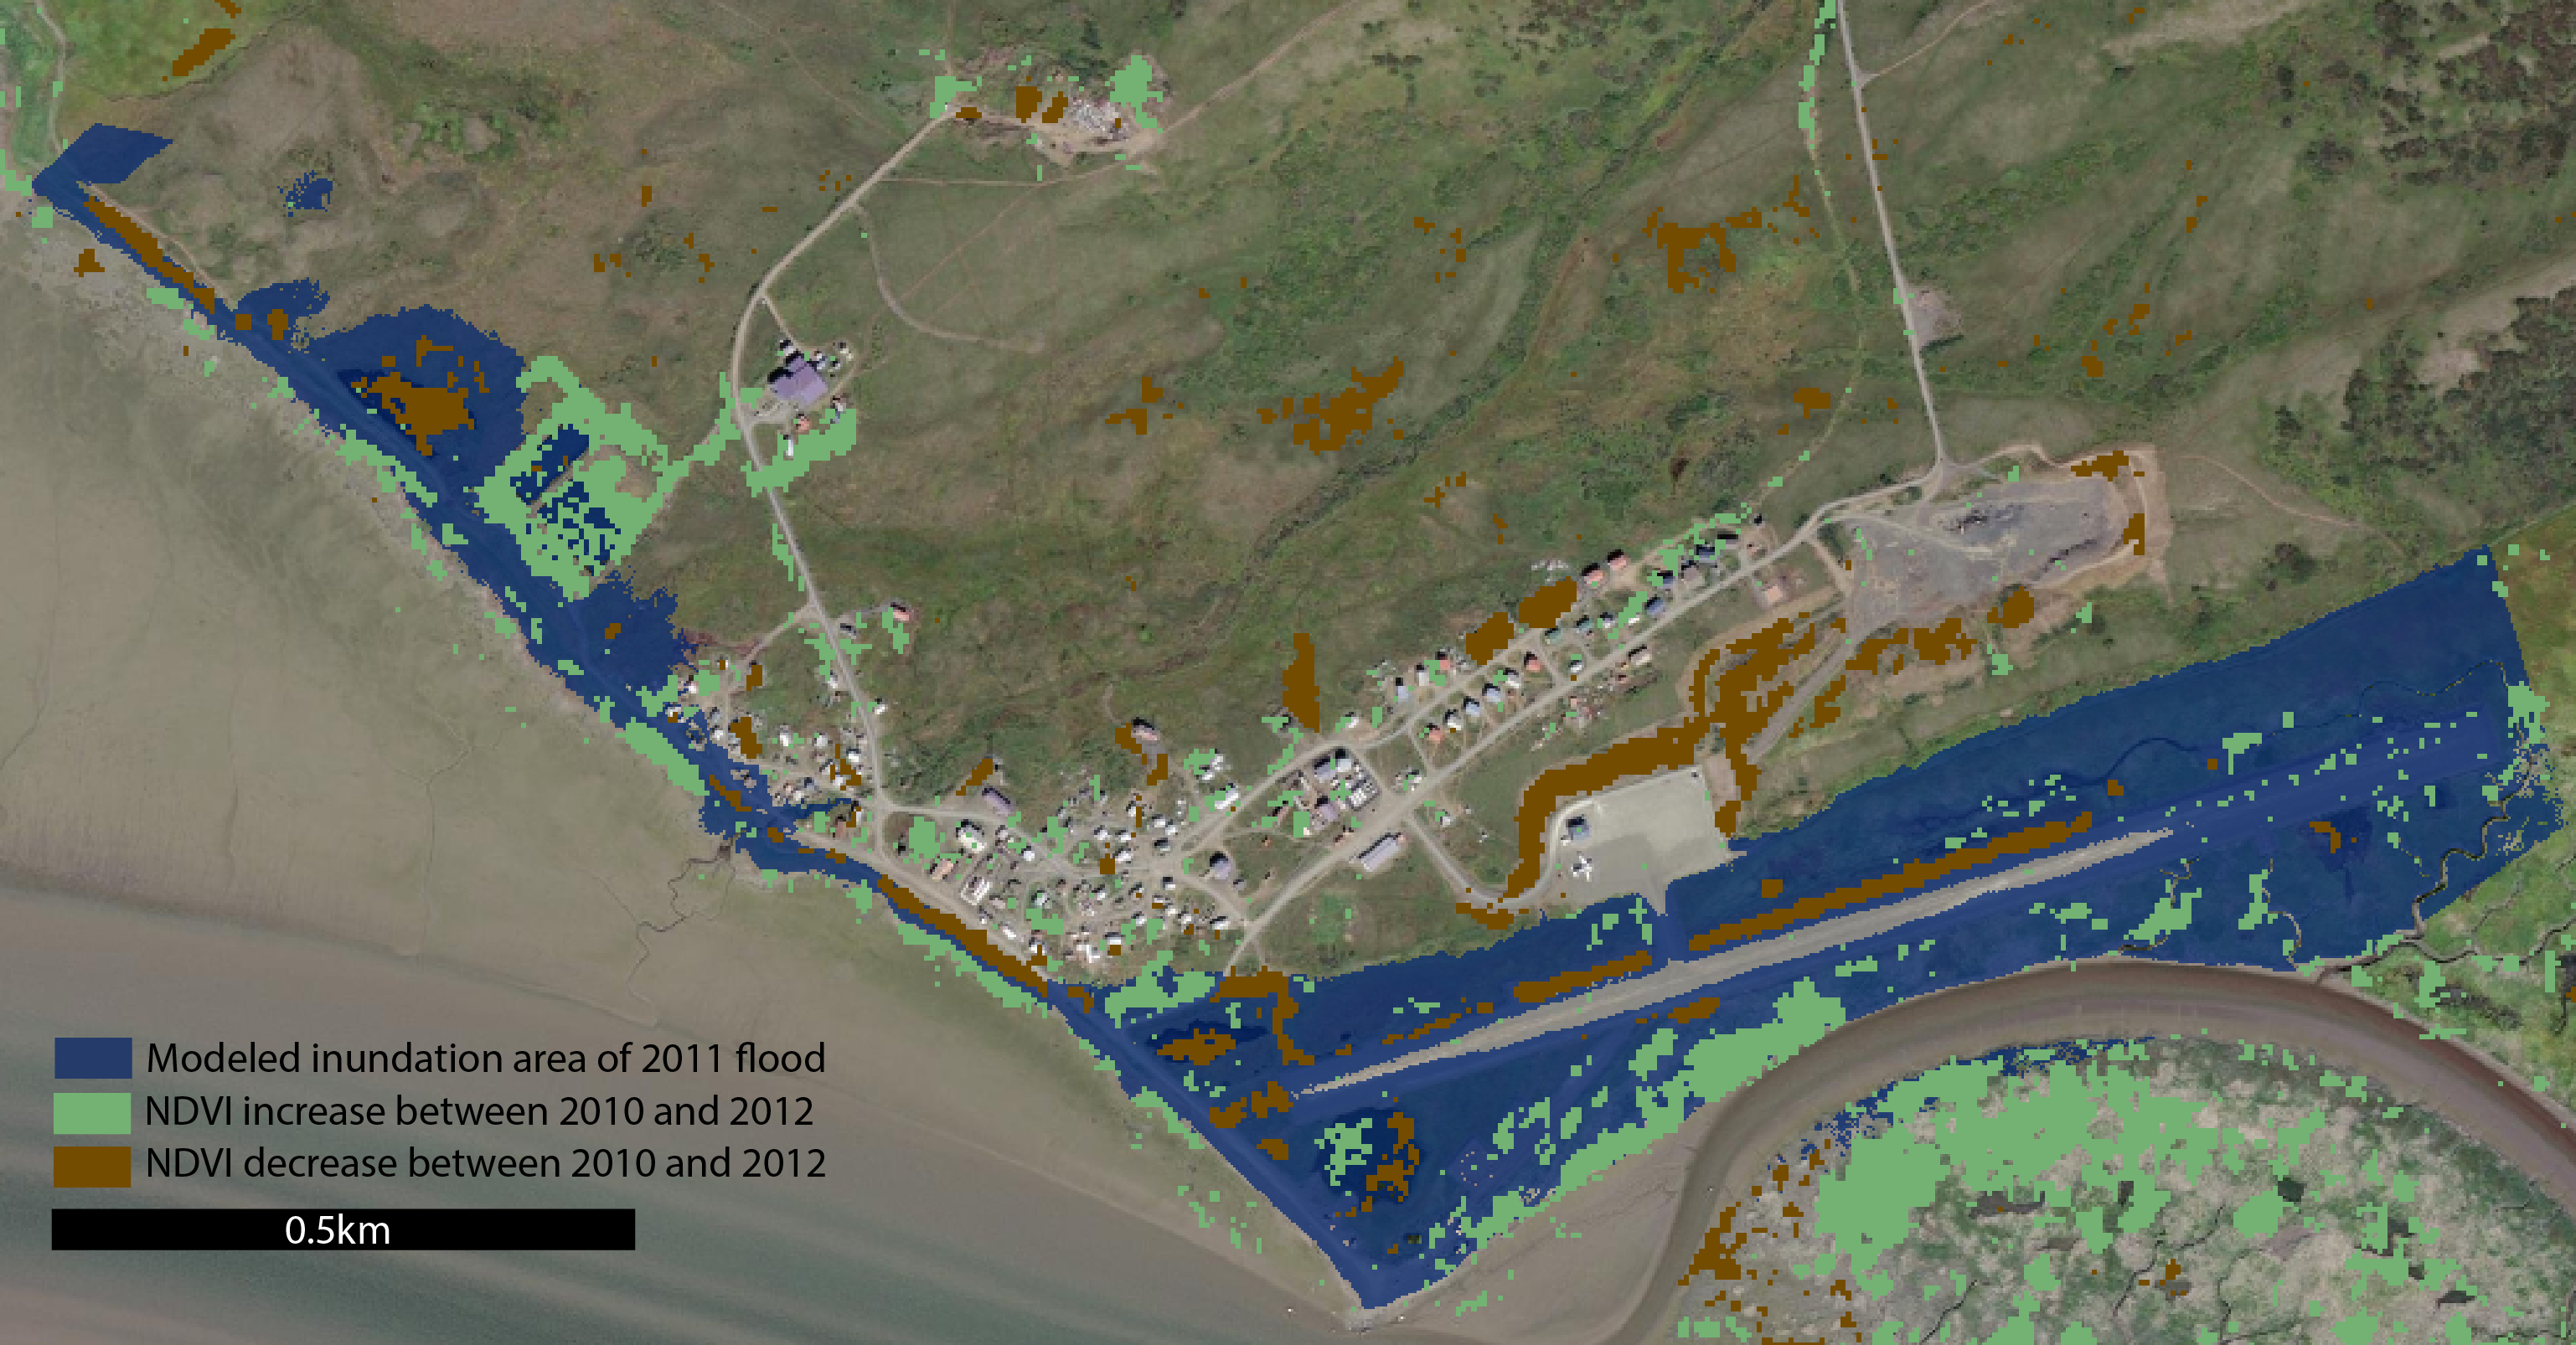 Modeled inundation area of 2011 flood
NDVI increase between 2010 and 2012
NDVI decrease between 2010 and 2012
0.5km